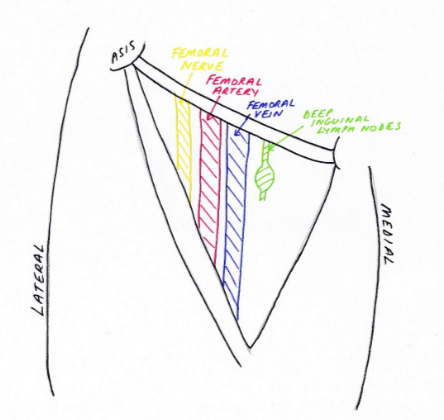 ASIS
FEMORAL
NERVE
FEMORAL
ARTERY
FEMORAL
VEIN
DEEP
INGUINAL
LYMPH NODES
LATERAL
MEDIAL